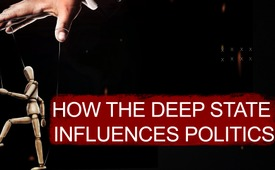 HOW THE DEEP STATE
INFLUENCES POLITICS